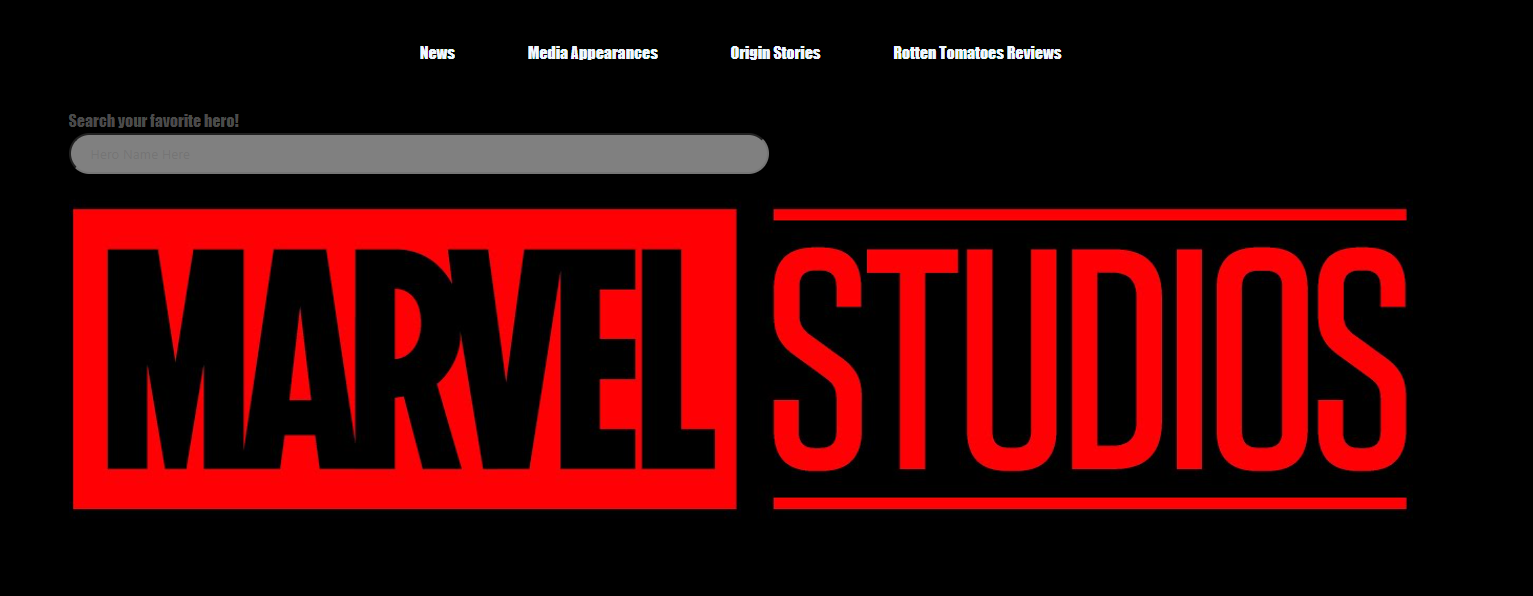 News Media Appearances Origin Stories Rotten Tomatoes Reviews
Search your favorite hero!
Hero Name Here
MARVEL STUDIOS